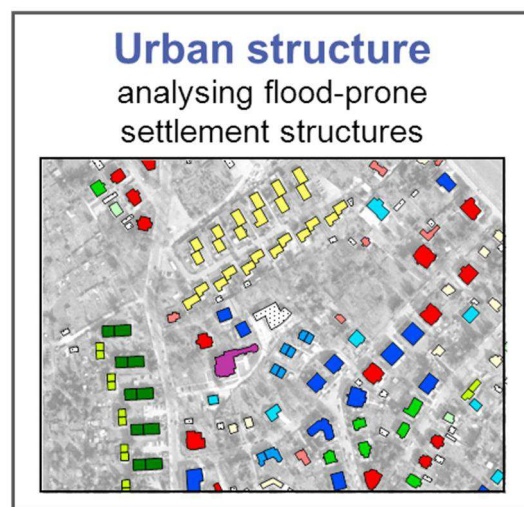 Urban structure
analysing flood-prone
settlement structures